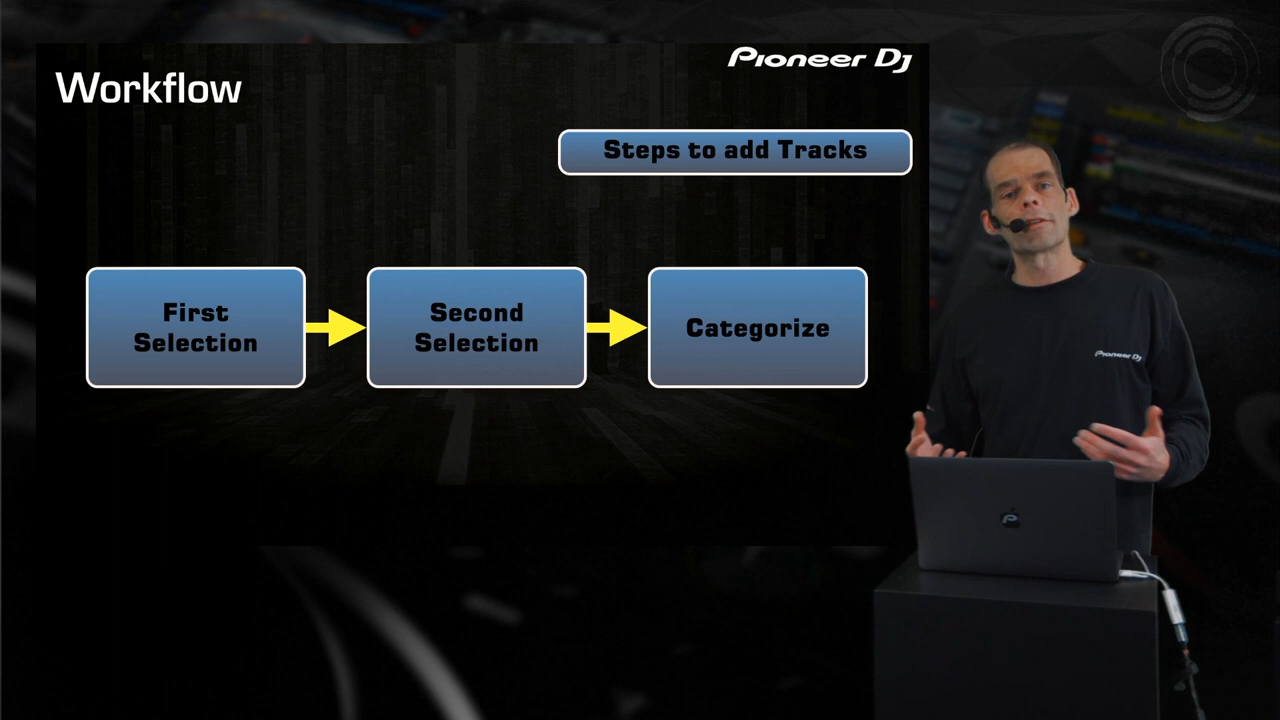 Pioneer Dj
Workflow
Steps to add Tracks
First
Selection
Second
Selection
Categorize
Pioneer Dj